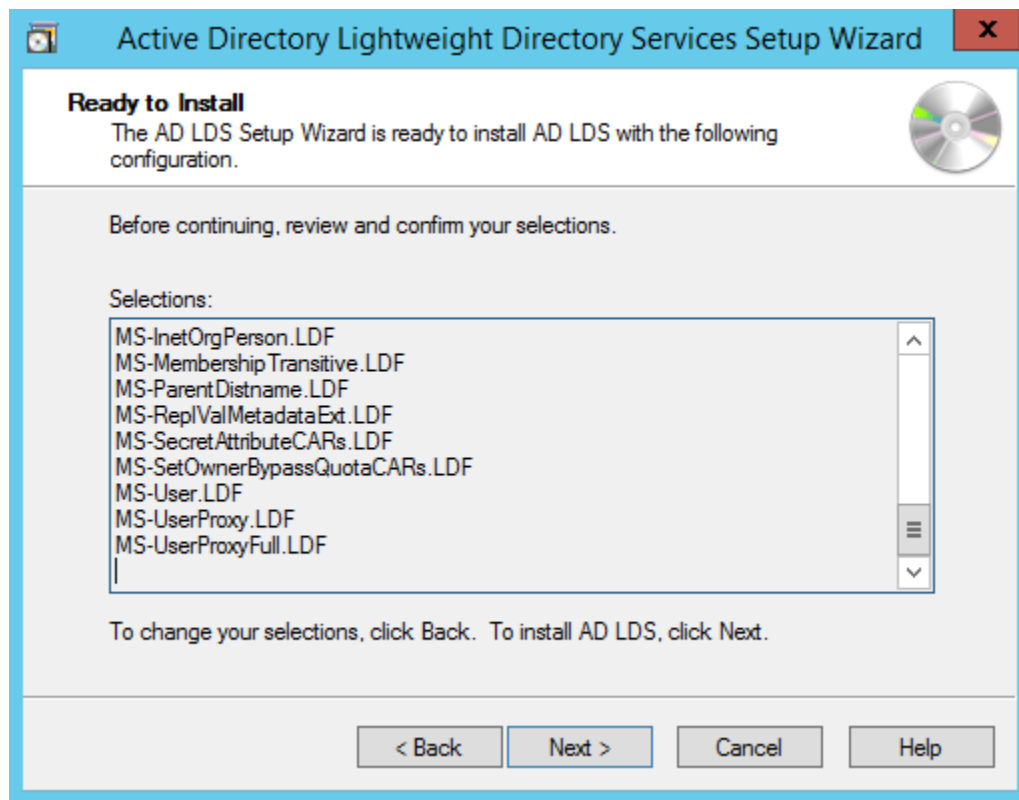 Active Directory Lightweight Directory Services Setup Wizard
x
Ready to Install
The AD LDS Setup Wizard is ready to install AD LDS with the following
configuration.
Before continuing, review and confirm your selections.
Selections:
MS-InetOrgPerson.LDF
MS-MembershipTransitive.LDF
MS-ParentDistname.LDF
MS-ReplValMetadataExt.LDF
MS-SecretAttributeCARs.LDF
MS-SetOwnerBypassQuotaCARs.LDF
MS-User.LDF
MS-UserProxy.LDF
MS-UserProxyFull.LDF
To change your selections, click Back. To install AD LDS, click Next.
< Back Next > Cancel Help